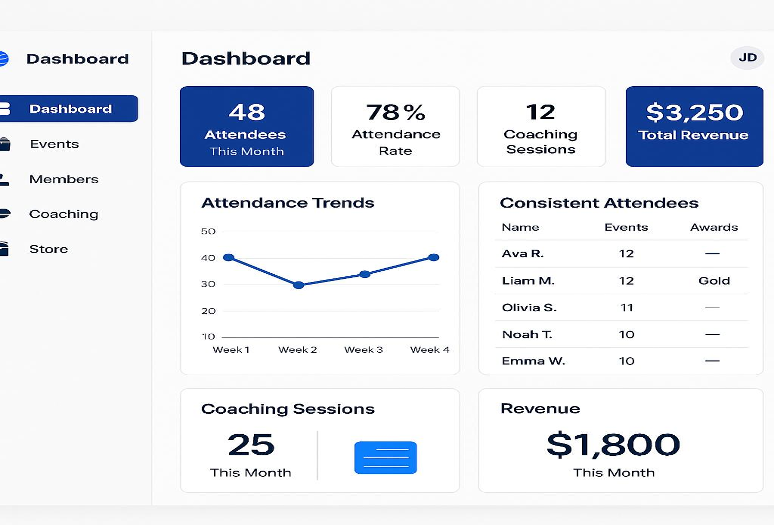 Dashboard
Dashboard
Events
Members
Coaching
Store
Dashboard
JD
48
Attendees
This Month
78%
Attendance
Rate
12
Coaching
Sessions
$3,250
Total Revenue
Attendance Trends
50
40
30
20
10
Week 1 Week 2 Week 3 Week 4
Consistent Attendees
Name Events Awards
Ava R. 12 —
Liam M. 12 Gold
Olivia S. 11 —
Noah T. 10 —
Emma W. 10 —
Coaching Sessions
25
This Month
Revenue
$1,800
This Month